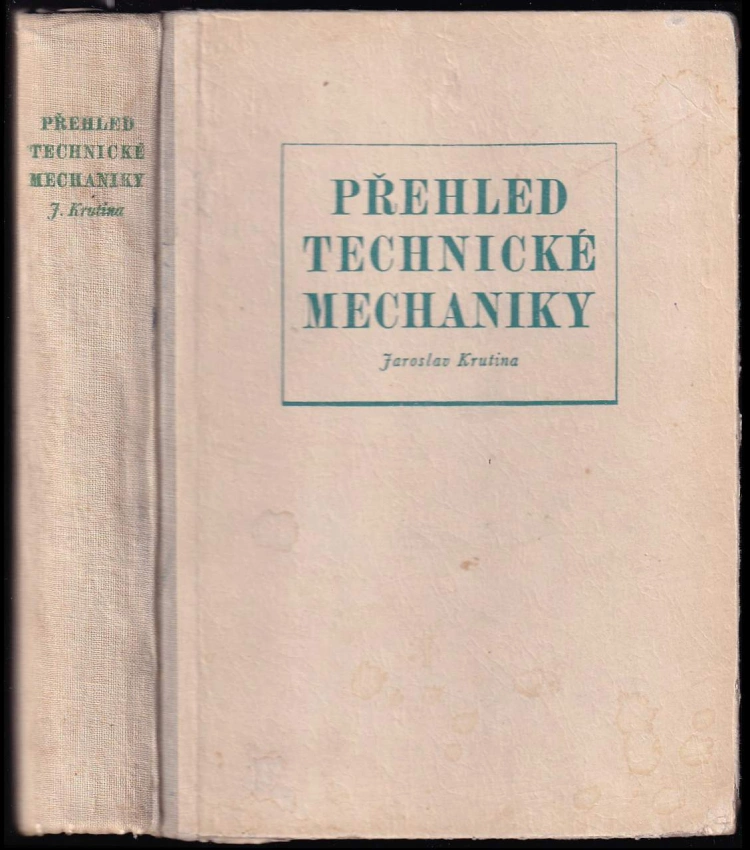 PŘEHLED
TECHNICKÉ
MECHANIKY
J. Krutina
PŘEHLED
TECHNICKÉ
MECHANIKY
Jaroslav Krutina